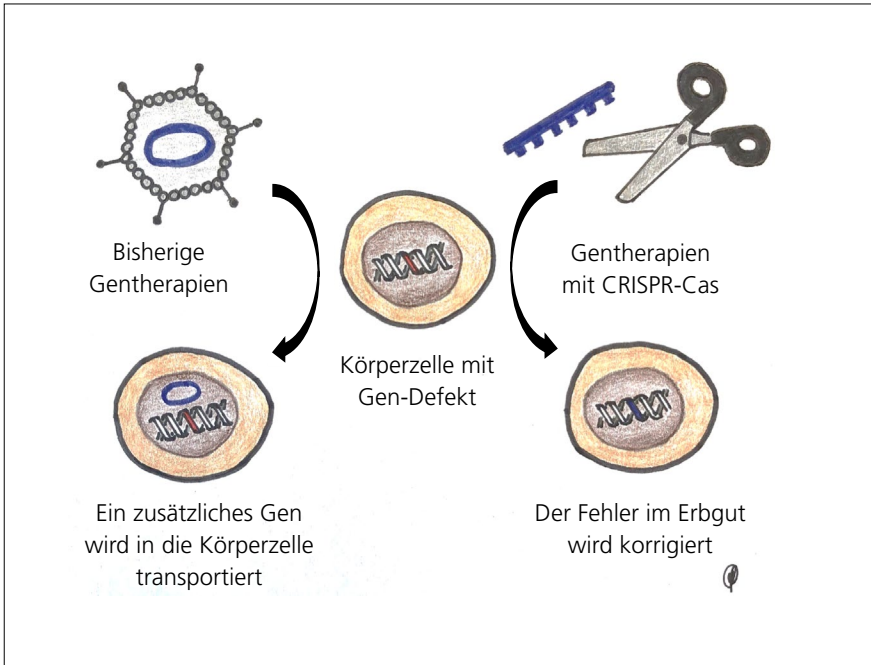 Bisherige
Gentherapien
Körperzelle mit
Gen-Defekt
Gentherapien
mit CRISPR-Cas
Ein zusätzliches Gen
wird in die Körperzelle
transportiert
Der Fehler im Erbgut
wird korrigiert